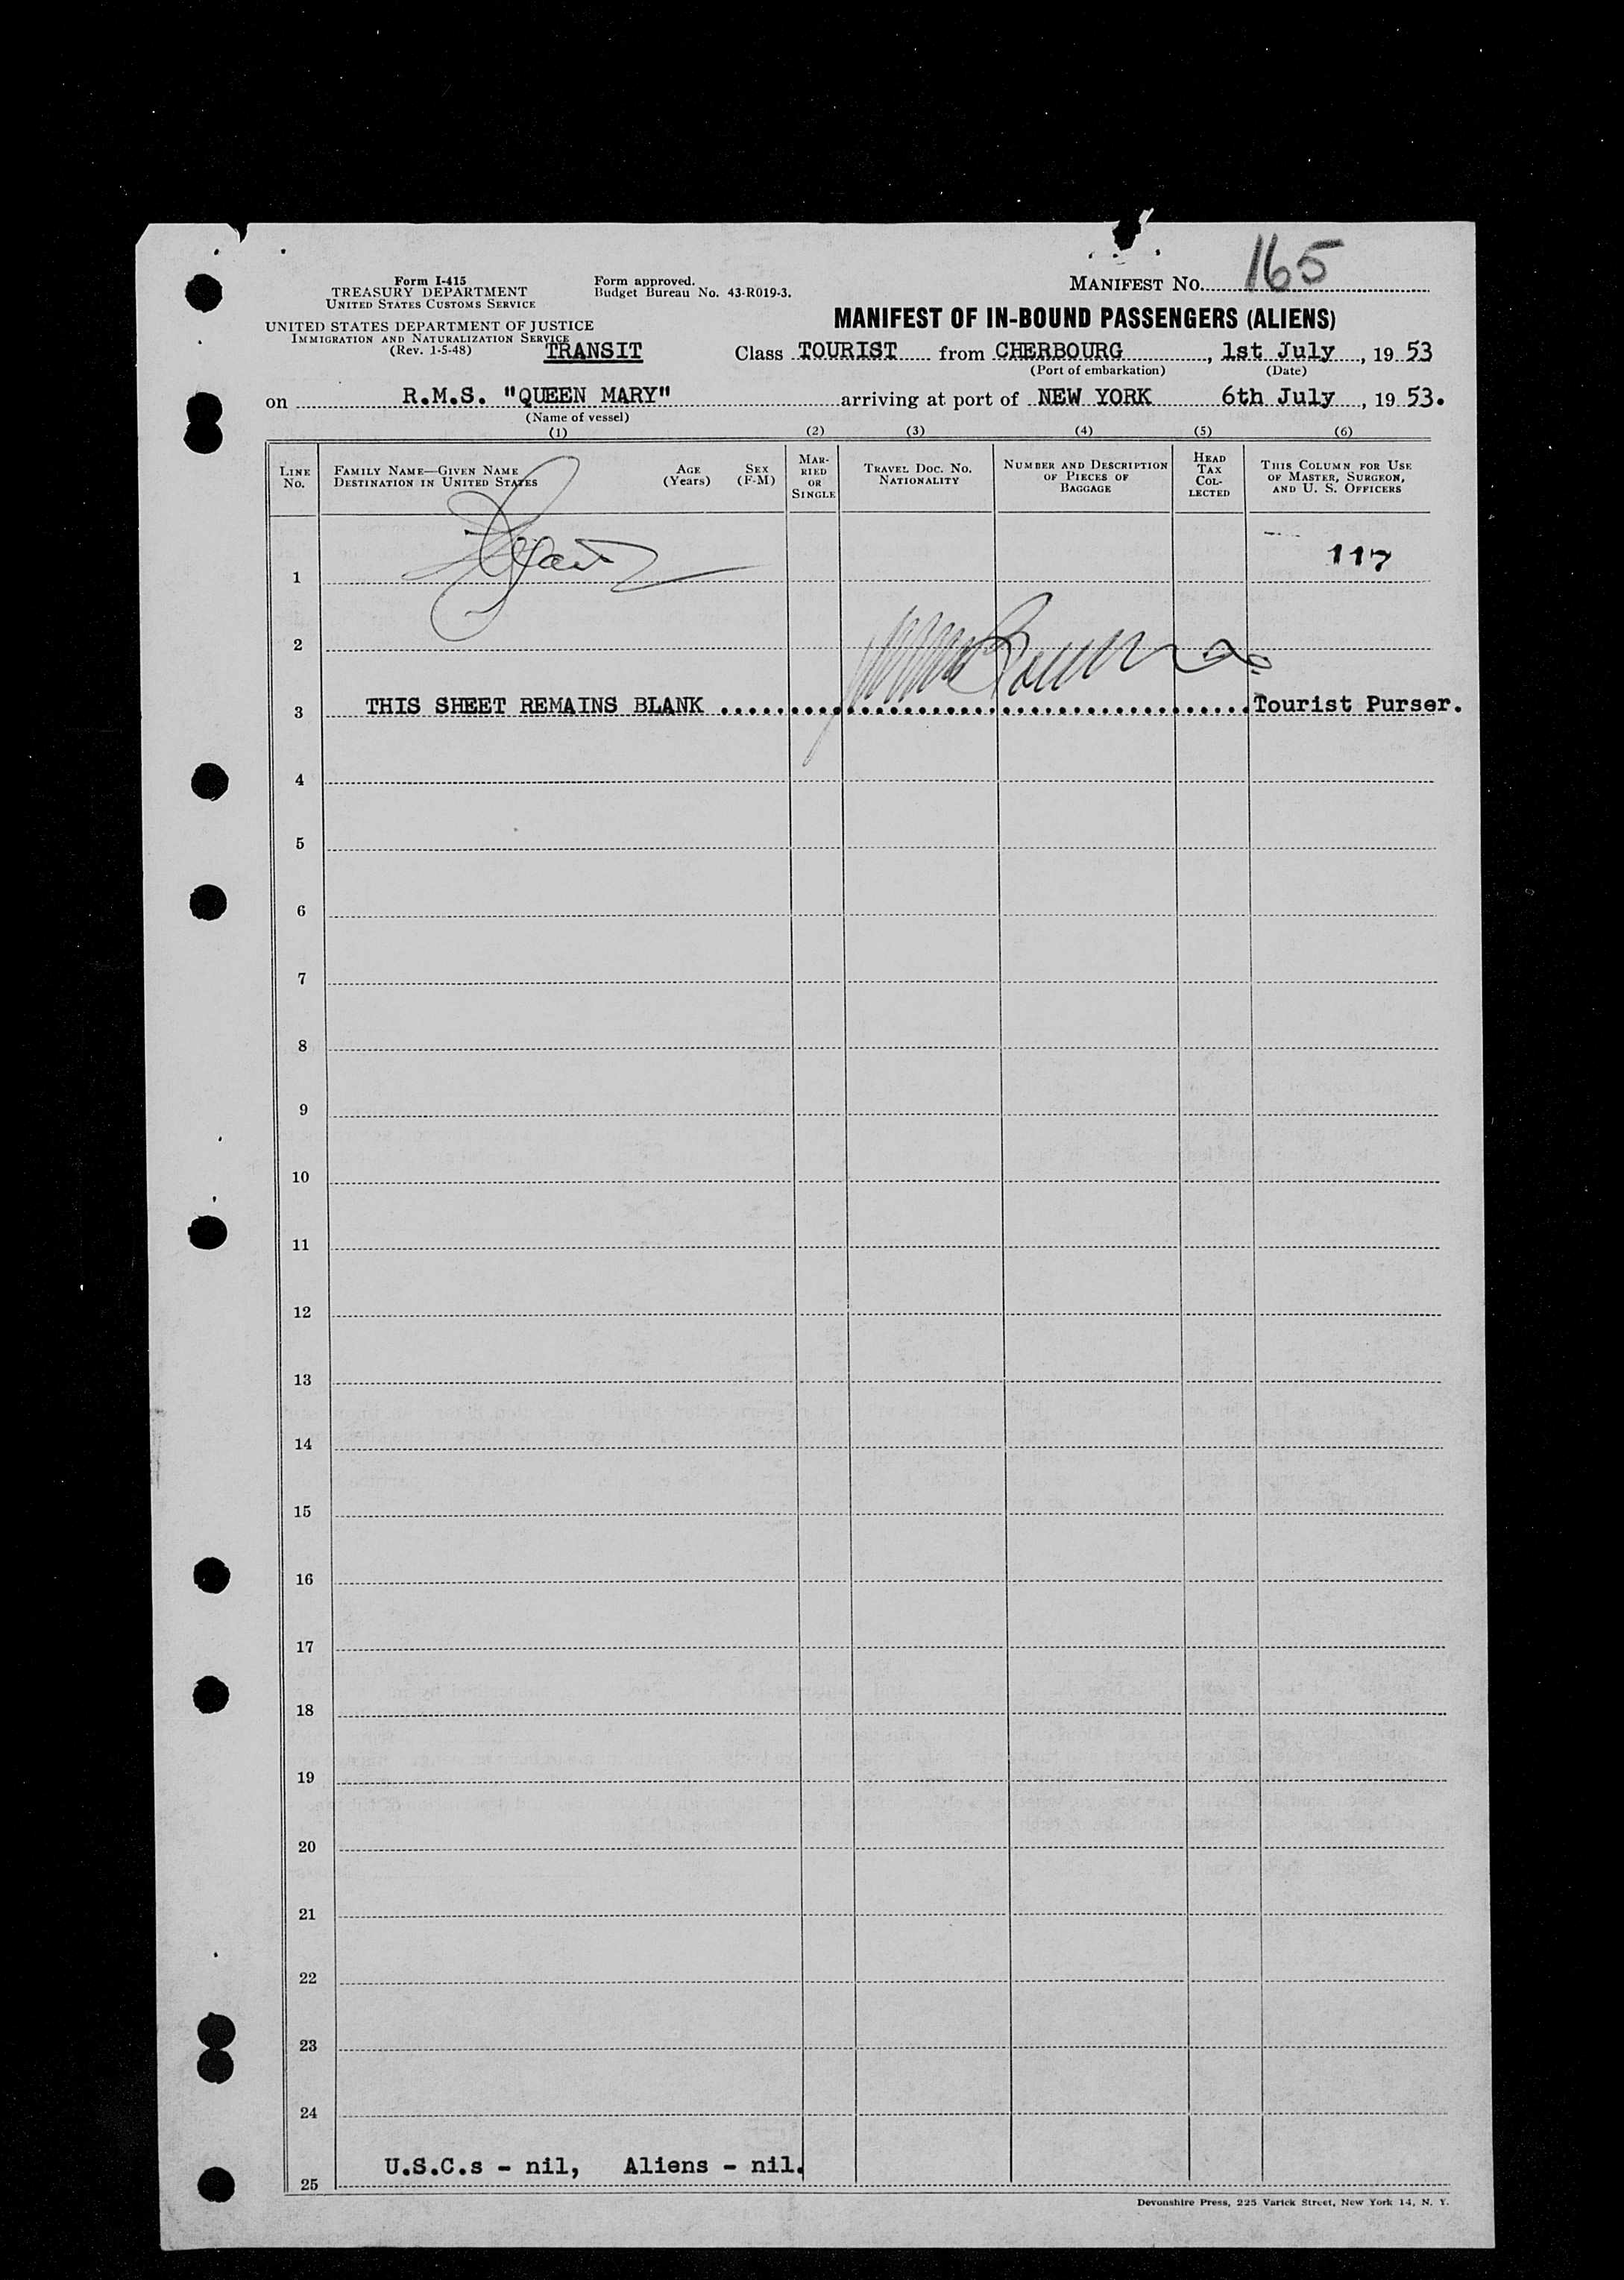 Form I-415
TREASURY DEPARTMENT
UNITED STATES CUSTOMS SERVICE
Form approved.
Budget Bureau No. 43-R019-3.
MANIFEST NO. 165
UNITED STATES DEPARTMENT OF JUSTICE
IMMIGRATION AND NATURALIZATION SERVICE
(Rev. 1-5-48)
MANIFEST OF IN-BOUND PASSENGERS (ALIENS)
TRANSIT Class TOURIST from CHERBOURG, 1st July, 19 53
(Port of embarkation) (Date)
on R.M.S. "QUEEN MARY" arriving at port of NEW YORK 6th July, 19 53.
(Name of vessel)
(1) (2) (3) (4) (5) (6)
LINE NO.
FAMILY NAME—GIVEN NAME
DESTINATION IN UNITED STATES
AGE (Years)
SEX (F-M)
MARRIED OR SINGLE
TRAVEL DOC. NO.
NATIONALITY
NUMBER AND DESCRIPTION
OF PIECES OF
BAGGAGE
HEAD TAX COLLECTED
THIS COLUMN FOR USE
OF MASTER, SURGEON,
AND U. S. OFFICERS
1 117
2
3 THIS SHEET REMAINS BLANK ........ Tourist Purser.
4
5
6
7
8
9
10
11
12
13
14
15
16
17
18
19
20
21
22
23
24
25 U.S.C.s - nil, Aliens - nil.
Devonshire Press, 225 Varick Street, New York 14, N. Y.